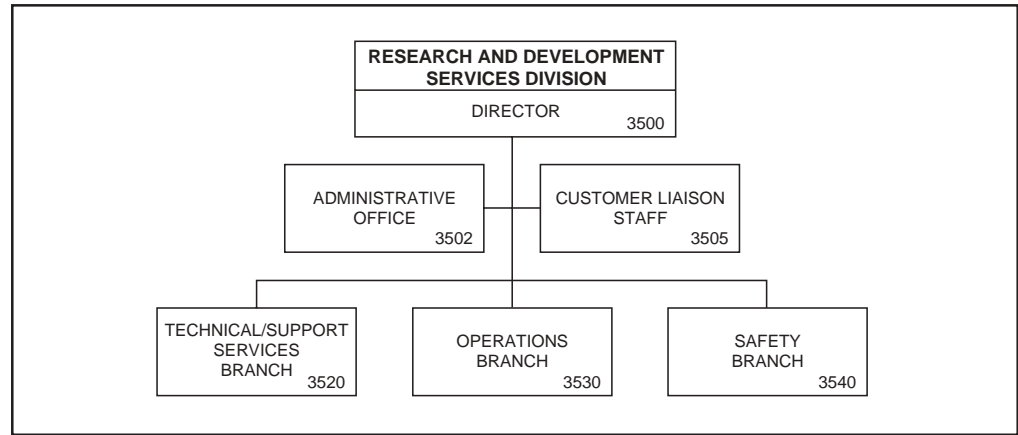 RESEARCH AND DEVELOPMENT
SERVICES DIVISION
DIRECTOR
3500
ADMINISTRATIVE
OFFICE
3502
CUSTOMER LIAISON
STAFF
3505
TECHNICAL/SUPPORT
SERVICES
BRANCH
3520
OPERATIONS
BRANCH
3530
SAFETY
BRANCH
3540